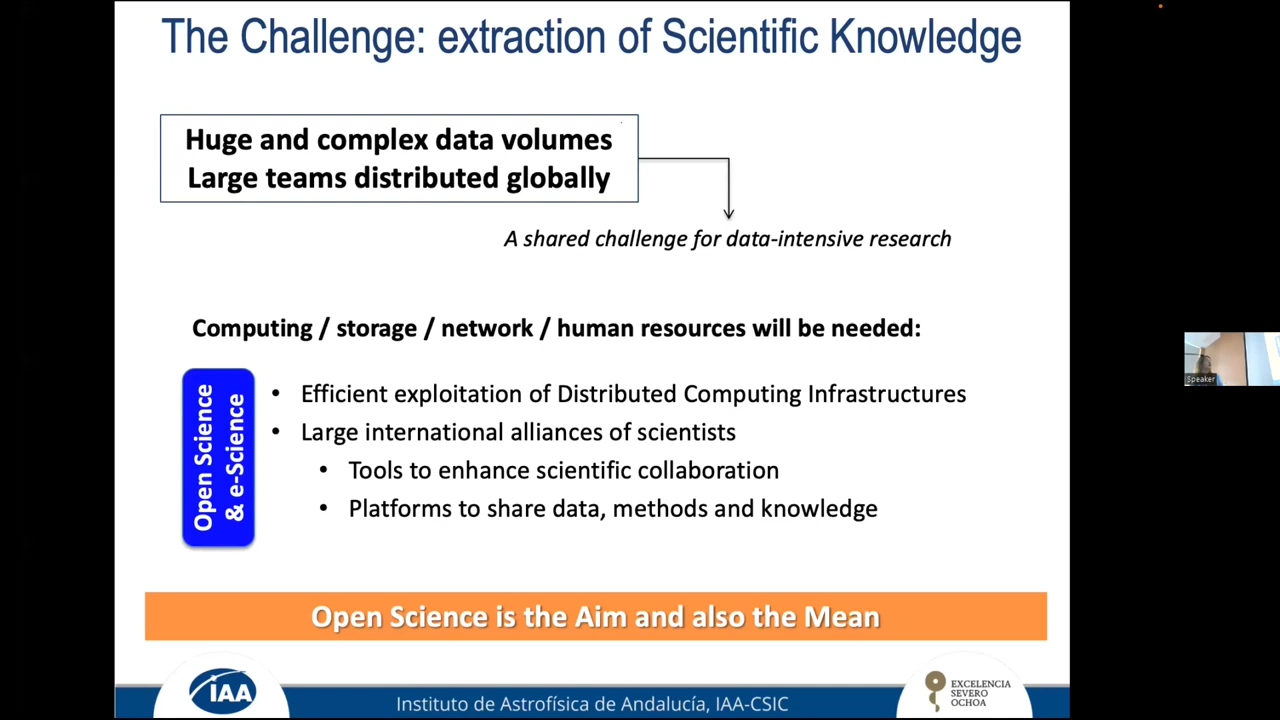 The Challenge: extraction of Scientific Knowledge
Huge and complex data volumes
Large teams distributed globally
A shared challenge for data-intensive research
Computing / storage / network / human resources will be needed:
Open Science
& e-Science
• Efficient exploitation of Distributed Computing Infrastructures
• Large international alliances of scientists
• Tools to enhance scientific collaboration
• Platforms to share data, methods and knowledge
Open Science is the Aim and also the Mean
IAA
Instituto de Astrofísica de Andalucía, IAA-CSIC
EXCELENCIA
SEVERO
OCHOA
Speaker